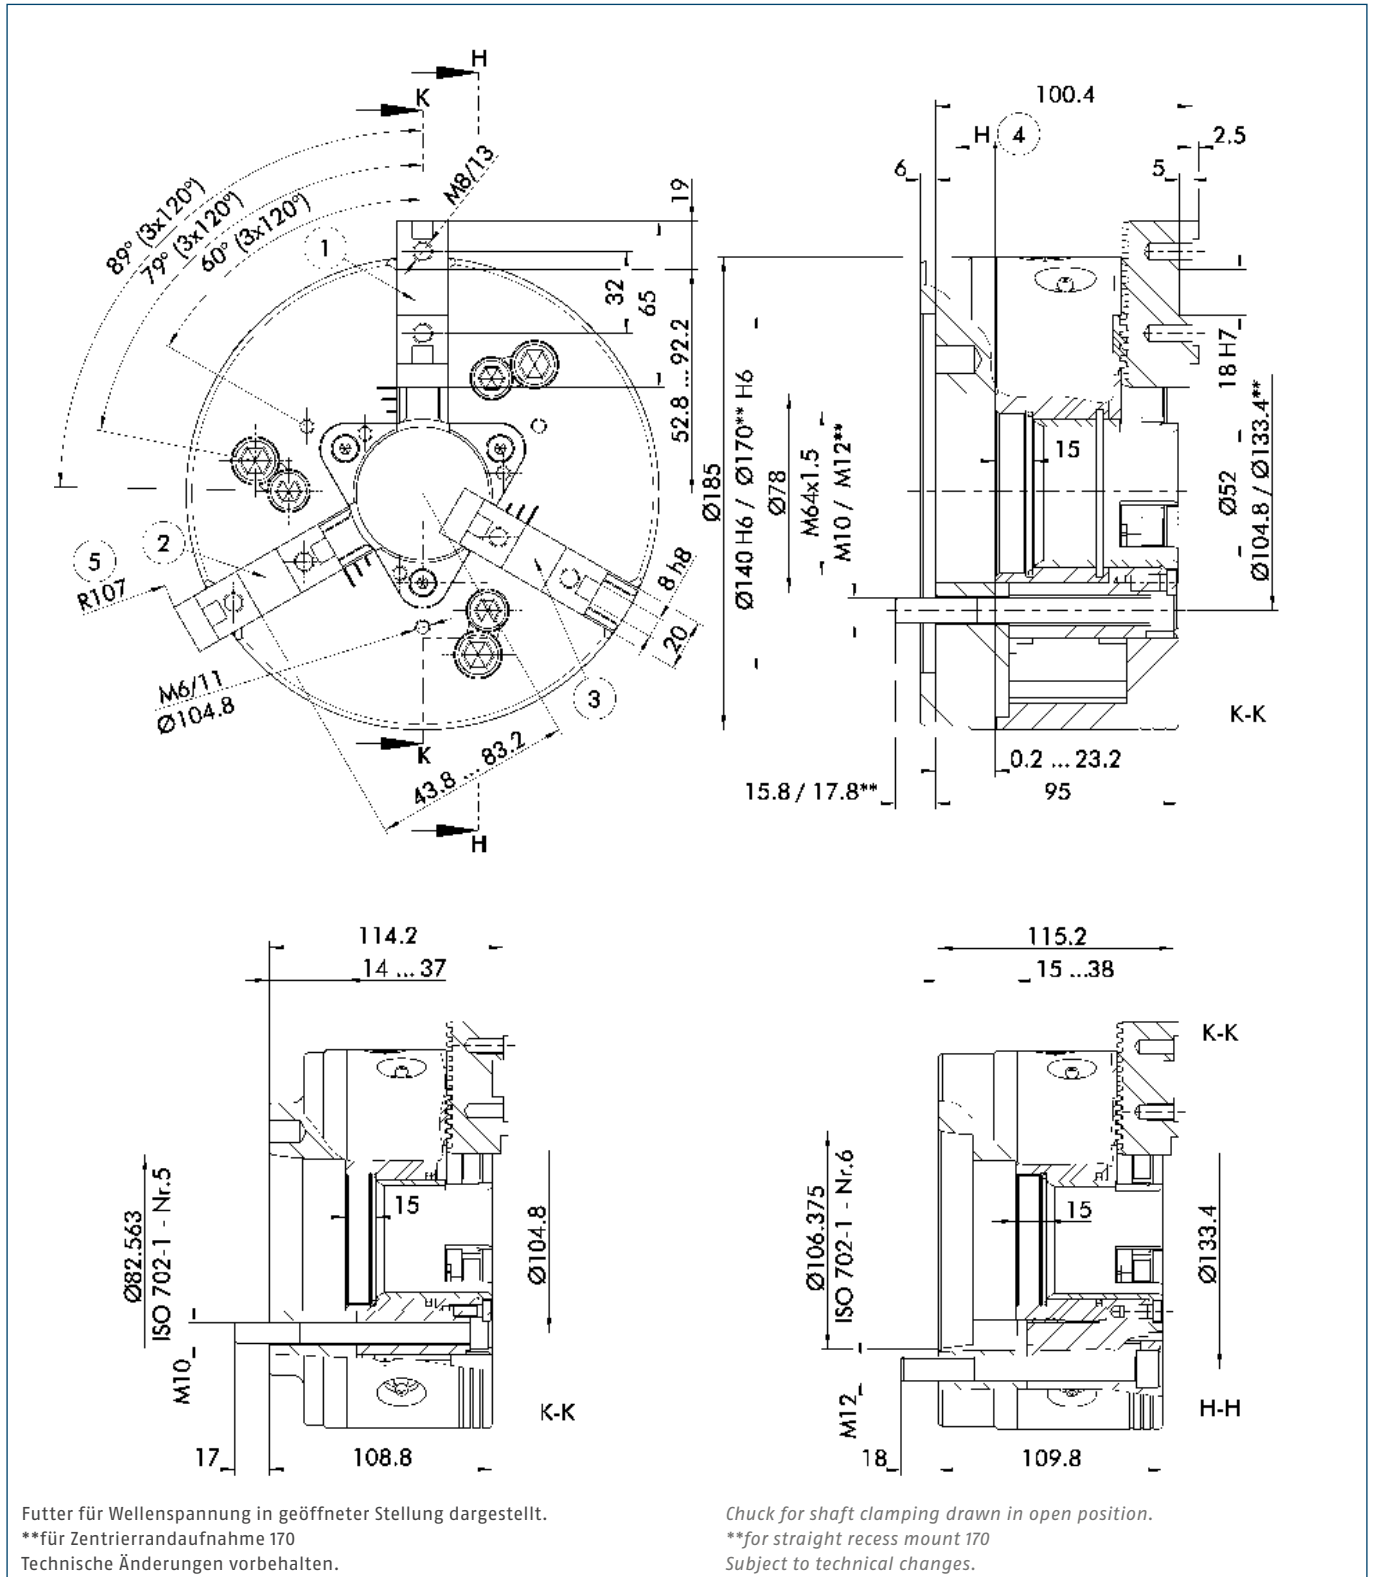 H
K
89° (3x120°)
79° (3x120°)
60° (3x120°)
M8/13
1
19
32
65
52.8 ... 92.2
2
5
R107
8 h8
20
3
M6/11
Ø104.8
K
43.8 ... 83.2
H
100.4
H
4
2.5
6
5
Ø185
Ø140 H6 / Ø170** H6
Ø78
M64x1.5
M10 / M12**
15
18 H7
Ø52
Ø104.8 / Ø133.4**
K-K
0.2 ... 23.2
15.8 / 17.8**
95
114.2
14 ... 37
Ø82.563
ISO 702-1 - Nr.5
15
Ø104.8
M10
K-K
17
108.8
115.2
15 ...38
K-K
Ø106.375
ISO 702-1 - Nr.6
15
Ø133.4
M12
H-H
18
109.8
Futter für Wellenspannung in geöffneter Stellung dargestellt.
**für Zentrierrandaufnahme 170
Technische Änderungen vorbehalten.
Chuck for shaft clamping drawn in open position.
**for straight recess mount 170
Subject to technical changes.